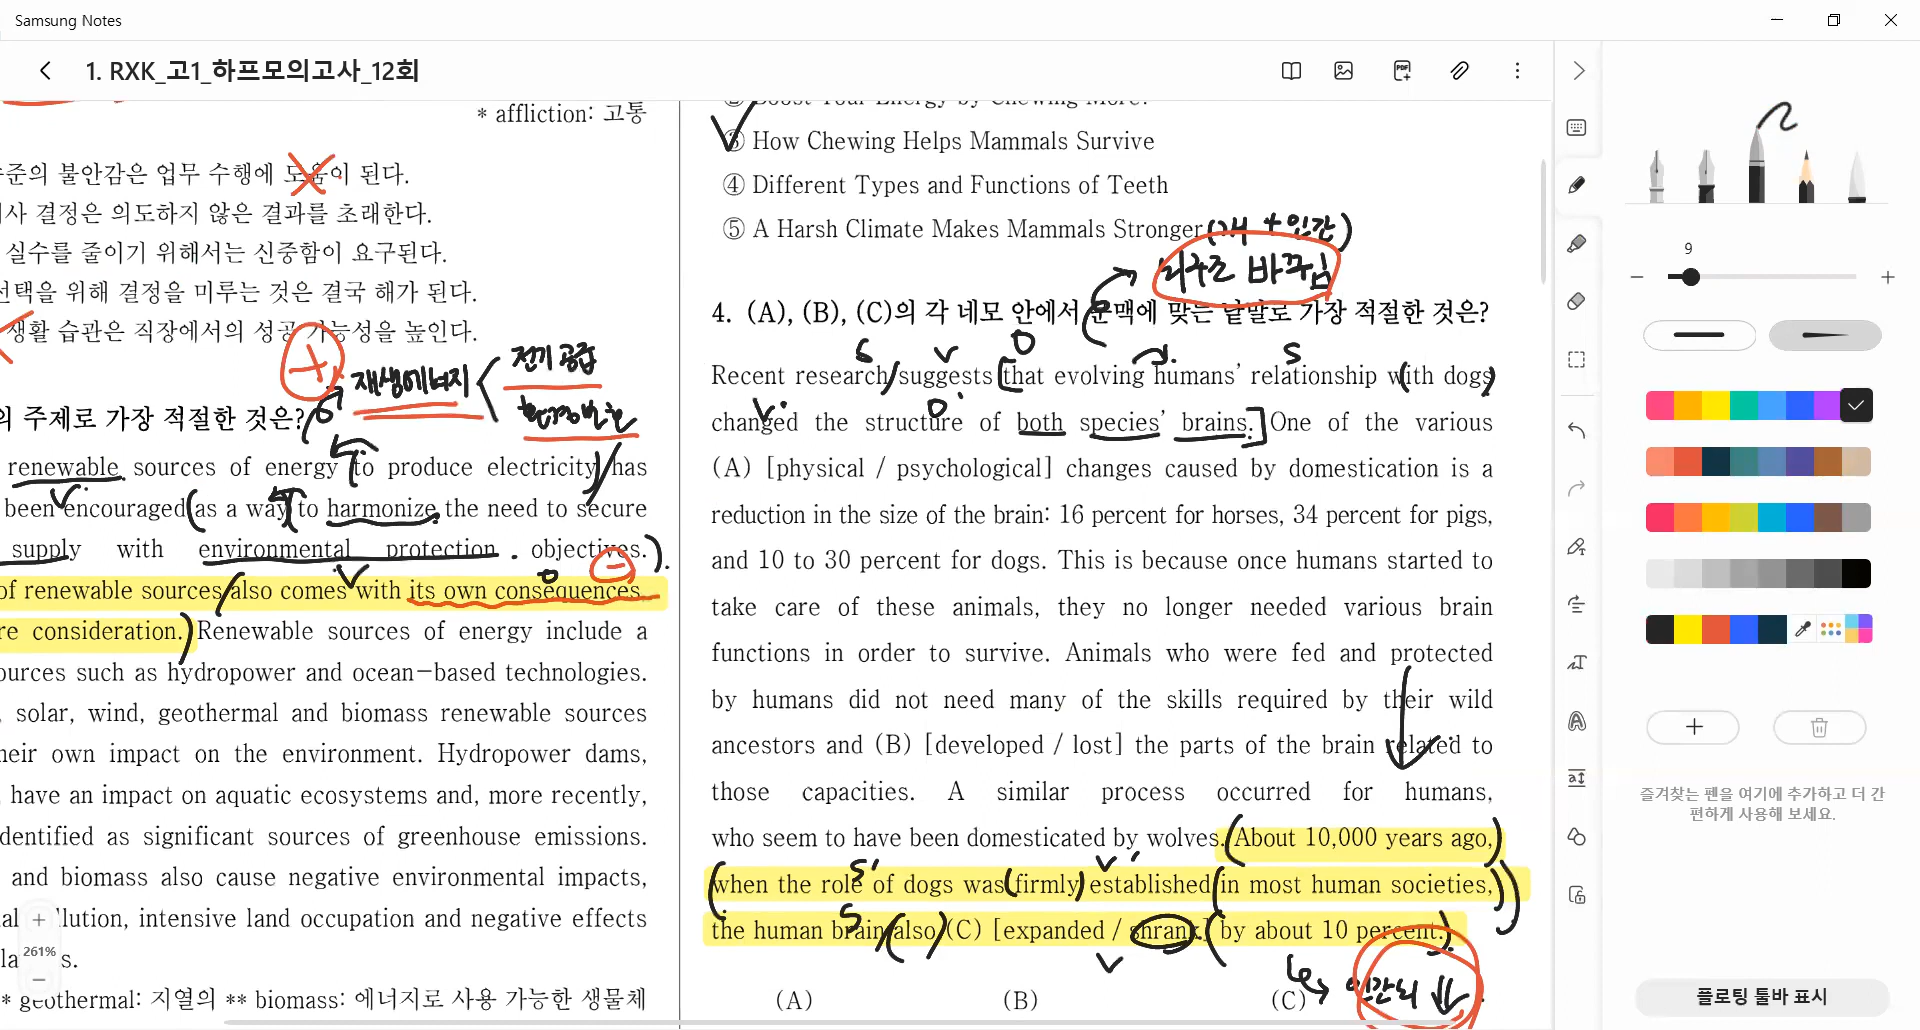 Samsung Notes
1. RXK_고1_하프모의고사_12회
* affliction: 고통
수준의 불안감은 업무 수행에 도움이 된다.
의사 결정은 의도하지 않은 결과를 초래한다.
실수를 줄이기 위해서는 신중함이 요구된다.
선택을 위해 결정을 미루는 것은 결국 해가 된다.
생활 습관은 직장에서의 성공 가능성을 높인다.
+
재생에너지
전기 공급
환경보호
의 주제로 가장 적절한 것은?
renewable sources of energy to produce electricity has
been encouraged as a way to harmonize the need to secure
supply with environmental protection objectives.
of renewable sources also comes with its own consequences
re consideration. Renewable sources of energy include a
ources such as hydropower and ocean-based technologies.
, solar, wind, geothermal and biomass renewable sources
heir own impact on the environment. Hydropower dams,
, have an impact on aquatic ecosystems and, more recently,
dentified as significant sources of greenhouse emissions.
and biomass also cause negative environmental impacts,
llution, intensive land occupation and negative effects
la s.
* geothermal: 지열의 ** biomass: 에너지로 사용 가능한 생물체
261%
② Boost Your Energy by Chewing More!
③ How Chewing Helps Mammals Survive
④ Different Types and Functions of Teeth
⑤ A Harsh Climate Makes Mammals Stronger
(개 + 인간)
뇌구조 바꾸님
4. (A), (B), (C)의 각 네모 안에서 문맥에 맞는 낱말로 가장 적절한 것은?
S V O S
Recent research suggests that evolving humans' relationship with dogs
V O
changed the structure of both species' brains. One of the various
(A) [physical / psychological] changes caused by domestication is a
reduction in the size of the brain: 16 percent for horses, 34 percent for pigs,
and 10 to 30 percent for dogs. This is because once humans started to
take care of these animals, they no longer needed various brain
functions in order to survive. Animals who were fed and protected
by humans did not need many of the skills required by their wild
ancestors and (B) [developed / lost] the parts of the brain related to
those capacities. A similar process occurred for humans,
who seem to have been domesticated by wolves. About 10,000 years ago,
S' V'
when the role of dogs was firmly established in most human societies,
S
the human brain also (C) [expanded / shrank] by about 10 percent.
V
인간뇌 ↓
(A) (B) (C)
9
즐겨찾는 펜을 여기에 추가하고 더 간
편하게 사용해 보세요.
플로팅 툴바 표시